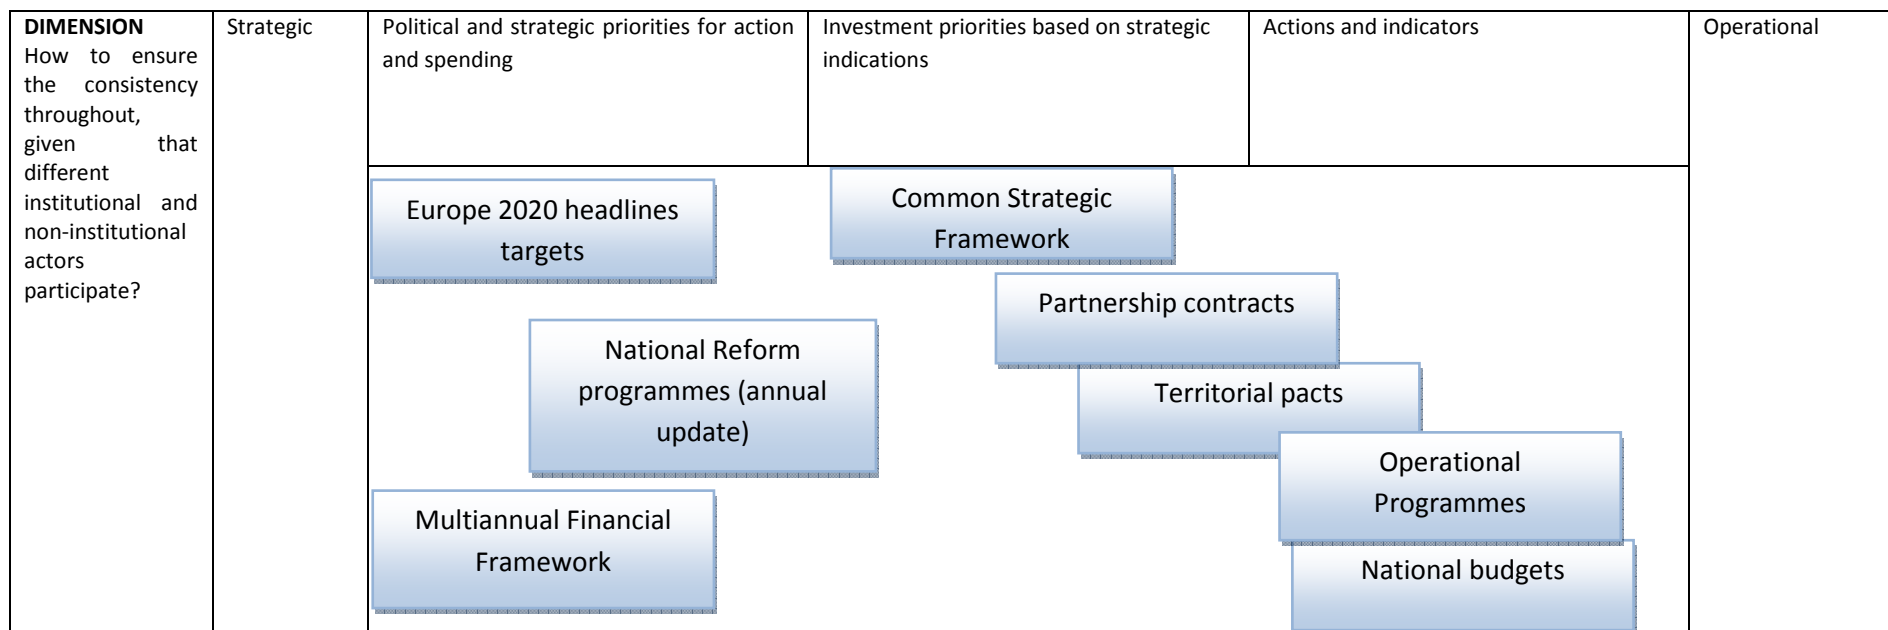 DIMENSION
How to ensure
the consistency
throughout,
given that
different
institutional and
non-institutional
actors
participate?
Strategic
Political and strategic priorities for action
and spending
Investment priorities based on strategic
indications
Actions and indicators
Operational
Europe 2020 headlines
targets
Common Strategic
Framework
Partnership contracts
National Reform
programmes (annual
update)
Territorial pacts
Operational
Programmes
Multiannual Financial
Framework
National budgets